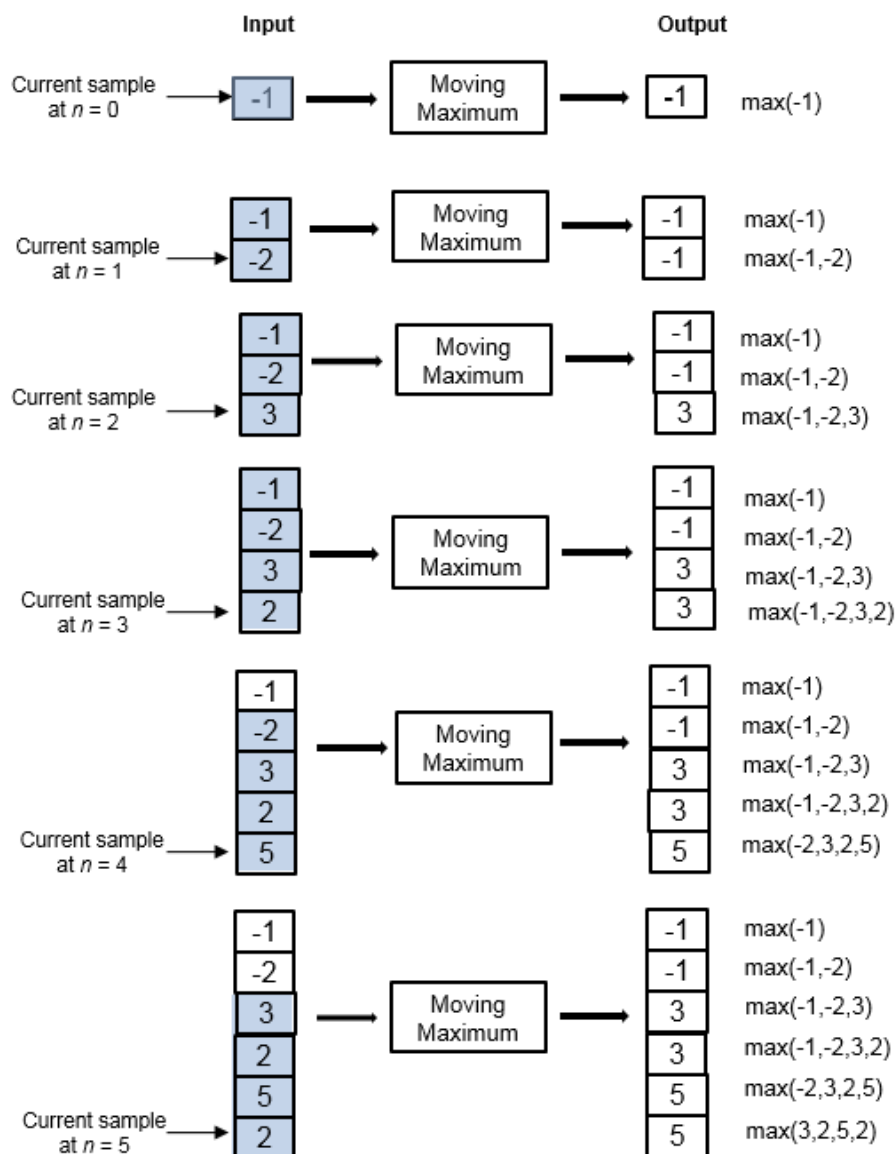 Input Output
Current sample
at n = 0
-1
Moving
Maximum
-1 max(-1)
Current sample
at n = 1
-1
-2
Moving
Maximum
-1 max(-1)
-1 max(-1,-2)
Current sample
at n = 2
-1
-2
3
Moving
Maximum
-1 max(-1)
-1 max(-1,-2)
3 max(-1,-2,3)
Current sample
at n = 3
-1
-2
3
2
Moving
Maximum
-1 max(-1)
-1 max(-1,-2)
3 max(-1,-2,3)
3 max(-1,-2,3,2)
Current sample
at n = 4
-1
-2
3
2
5
Moving
Maximum
-1 max(-1)
-1 max(-1,-2)
3 max(-1,-2,3)
3 max(-1,-2,3,2)
5 max(-2,3,2,5)
Current sample
at n = 5
-1
-2
3
2
5
2
Moving
Maximum
-1 max(-1)
-1 max(-1,-2)
3 max(-1,-2,3)
3 max(-1,-2,3,2)
5 max(-2,3,2,5)
5 max(3,2,5,2)